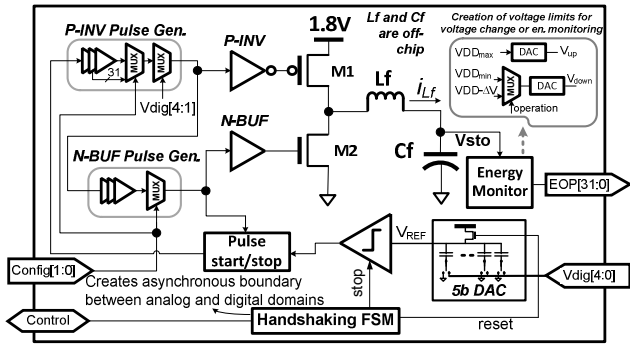 P-INV Pulse Gen.
31
MUX
MUX
Vdig[4:1]
P-INV
1.8V
M1
Lf and Cf
are off-
chip
Lf
iLf
Creation of voltage limits for
voltage change or en. monitoring
VDDmax
DAC
Vup
VDDmin
VDD-ΔV
MUX
DAC
Vdown
operation
N-BUF
M2
N-BUF Pulse Gen.
MUX
Cf
Vsto
Energy
Monitor
EOP[31:0]
Config[1:0]
Pulse
start/stop
VREF
5b DAC
Vdig[4:0]
Creates asynchronous boundary
between analog and digital domains
stop
Control
Handshaking FSM
reset